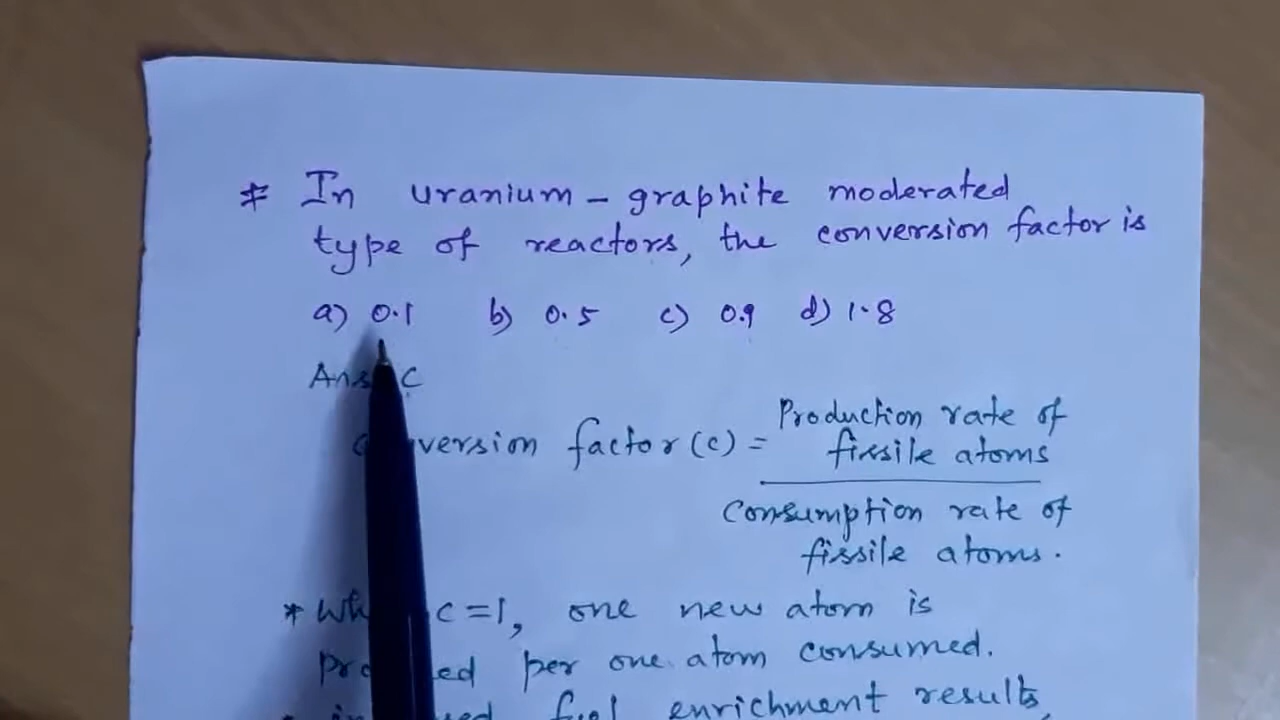 * In uranium - graphite moderated
type of reactors, the conversion factor is
a) 0.1 b) 0.5 c) 0.9 d) 1.8
Ans C
factor (c) = Production rate of
fissile atoms
Consumption rate of
fissile atoms.
* c = 1, one new atom is
per one atom consumed.
fuel enrichment results,